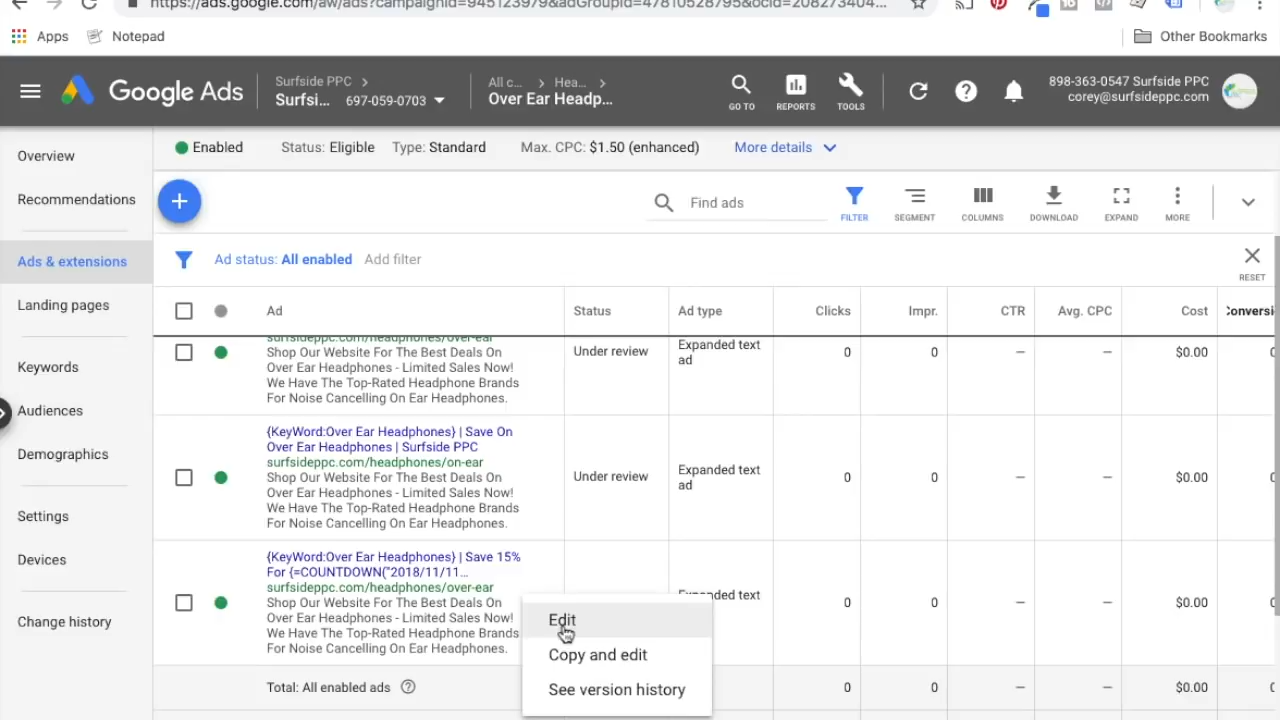 https://ads.google.com/aw/ads?campaignId=945123979&adGroupId=47810528795&ocid=208273404...
Apps
Notepad
Other Bookmarks
Google Ads
Surfside PPC
Surfsi...
697-059-0703
All c...
Hea...
Over Ear Headp...
GO TO
REPORTS
TOOLS
898-363-0547 Surfside PPC
corey@surfsideppc.com
Overview
Recommendations
Ads & extensions
Landing pages
Keywords
Audiences
Demographics
Settings
Devices
Change history
Enabled
Status: Eligible
Type: Standard
Max. CPC: $1.50 (enhanced)
More details
Find ads
FILTER
SEGMENT
COLUMNS
DOWNLOAD
EXPAND
MORE
Ad status: All enabled
Add filter
RESET
Ad
Status
Ad type
Clicks
Impr.
CTR
Avg. CPC
Cost
Conversi
surfsideppc.com/headphones/over-ear
Shop Our Website For The Best Deals On
Over Ear Headphones - Limited Sales Now!
We Have The Top-Rated Headphone Brands
For Noise Cancelling On Ear Headphones.
Under review
Expanded text
ad
0
0
—
—
$0.00
0
{KeyWord:Over Ear Headphones} | Save On
Over Ear Headphones | Surfside PPC
surfsideppc.com/headphones/on-ear
Shop Our Website For The Best Deals On
Over Ear Headphones - Limited Sales Now!
We Have The Top-Rated Headphone Brands
For Noise Cancelling On Ear Headphones.
Under review
Expanded text
ad
0
0
—
—
$0.00
0
{KeyWord:Over Ear Headphones} | Save 15%
For {=COUNTDOWN("2018/11/11...
surfsideppc.com/headphones/over-ear
Shop Our Website For The Best Deals On
Over Ear Headphones - Limited Sales Now!
We Have The Top-Rated Headphone Brands
For Noise Cancelling On Ear Headphones.
Expanded text
ad
0
0
—
—
$0.00
0
Edit
Copy and edit
See version history
Total: All enabled ads
0
0
—
—
$0.00
0